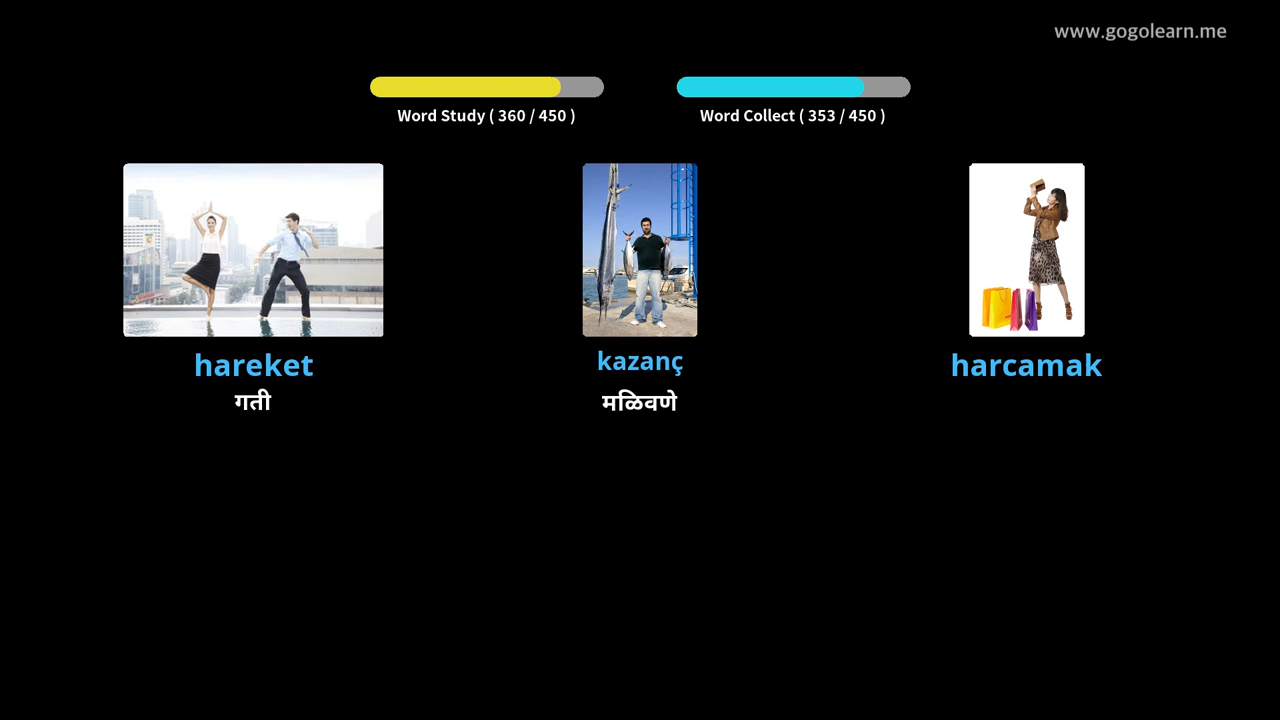 www.gogolearn.me
Word Study ( 360 / 450 )
Word Collect ( 353 / 450 )
hareket
kazanç
harcamak
गती
मळिवणे